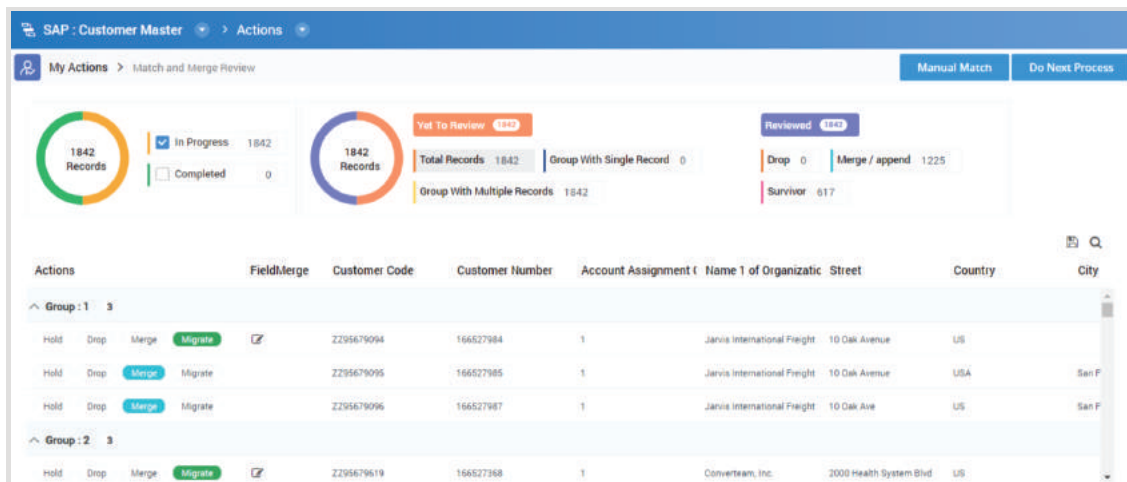 SAP : Customer Master > Actions
My Actions > Match and Merge Review Manual Match Do Next Process
1842 Records
In Progress 1842
Completed 0
1842 Records
Yet To Review 1842
Total Records 1842 Group With Single Record 0
Group With Multiple Records 1842
Reviewed 1842
Drop 0 Merge / append 1225
Survivor 617
Actions FieldMerge Customer Code Customer Number Account Assignment ( Name 1 of Organizatic Street Country City
Group : 1 3
Hold Drop Merge Migrate ZZ95679094 166527984 1 Jarvis International Freight 10 Oak Avenue US
Hold Drop Merge Migrate ZZ95679095 166527985 1 Jarvis International Freight 10 Oak Avenue USA San F
Hold Drop Merge Migrate ZZ95679096 166527987 1 Jarvis International Freight 10 Oak Ave US San F
Group : 2 3
Hold Drop Merge Migrate ZZ95679619 166527368 1 Converteam, Inc. 2000 Health System Blvd US